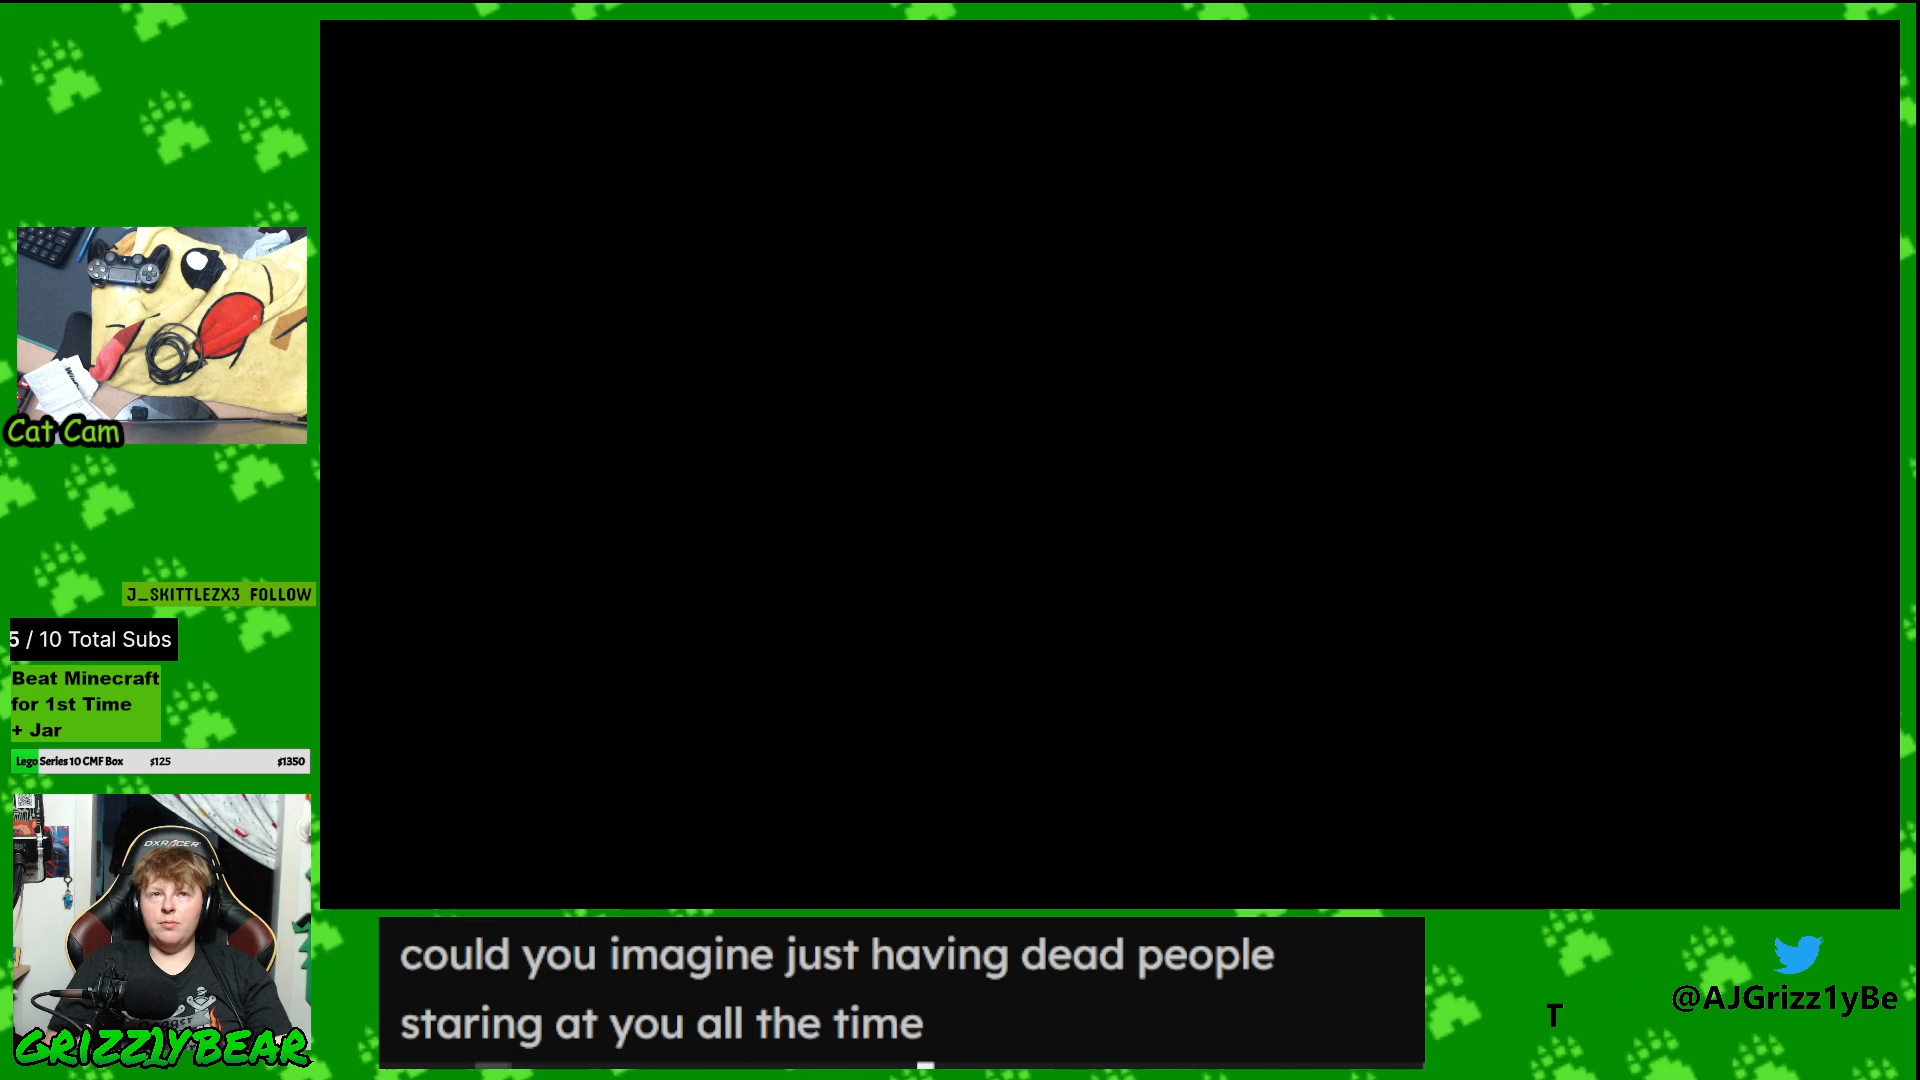 Cat Cam
J_SKITTLEZX3 FOLLOW
5 / 10 Total Subs
Beat Minecraft
for 1st Time
+ Jar
Lego Series 10 CMF Box $125 $1350
DXRACER
GRIZZLYBEAR
could you imagine just having dead people
staring at you all the time
T
@AJGrizz1yBe